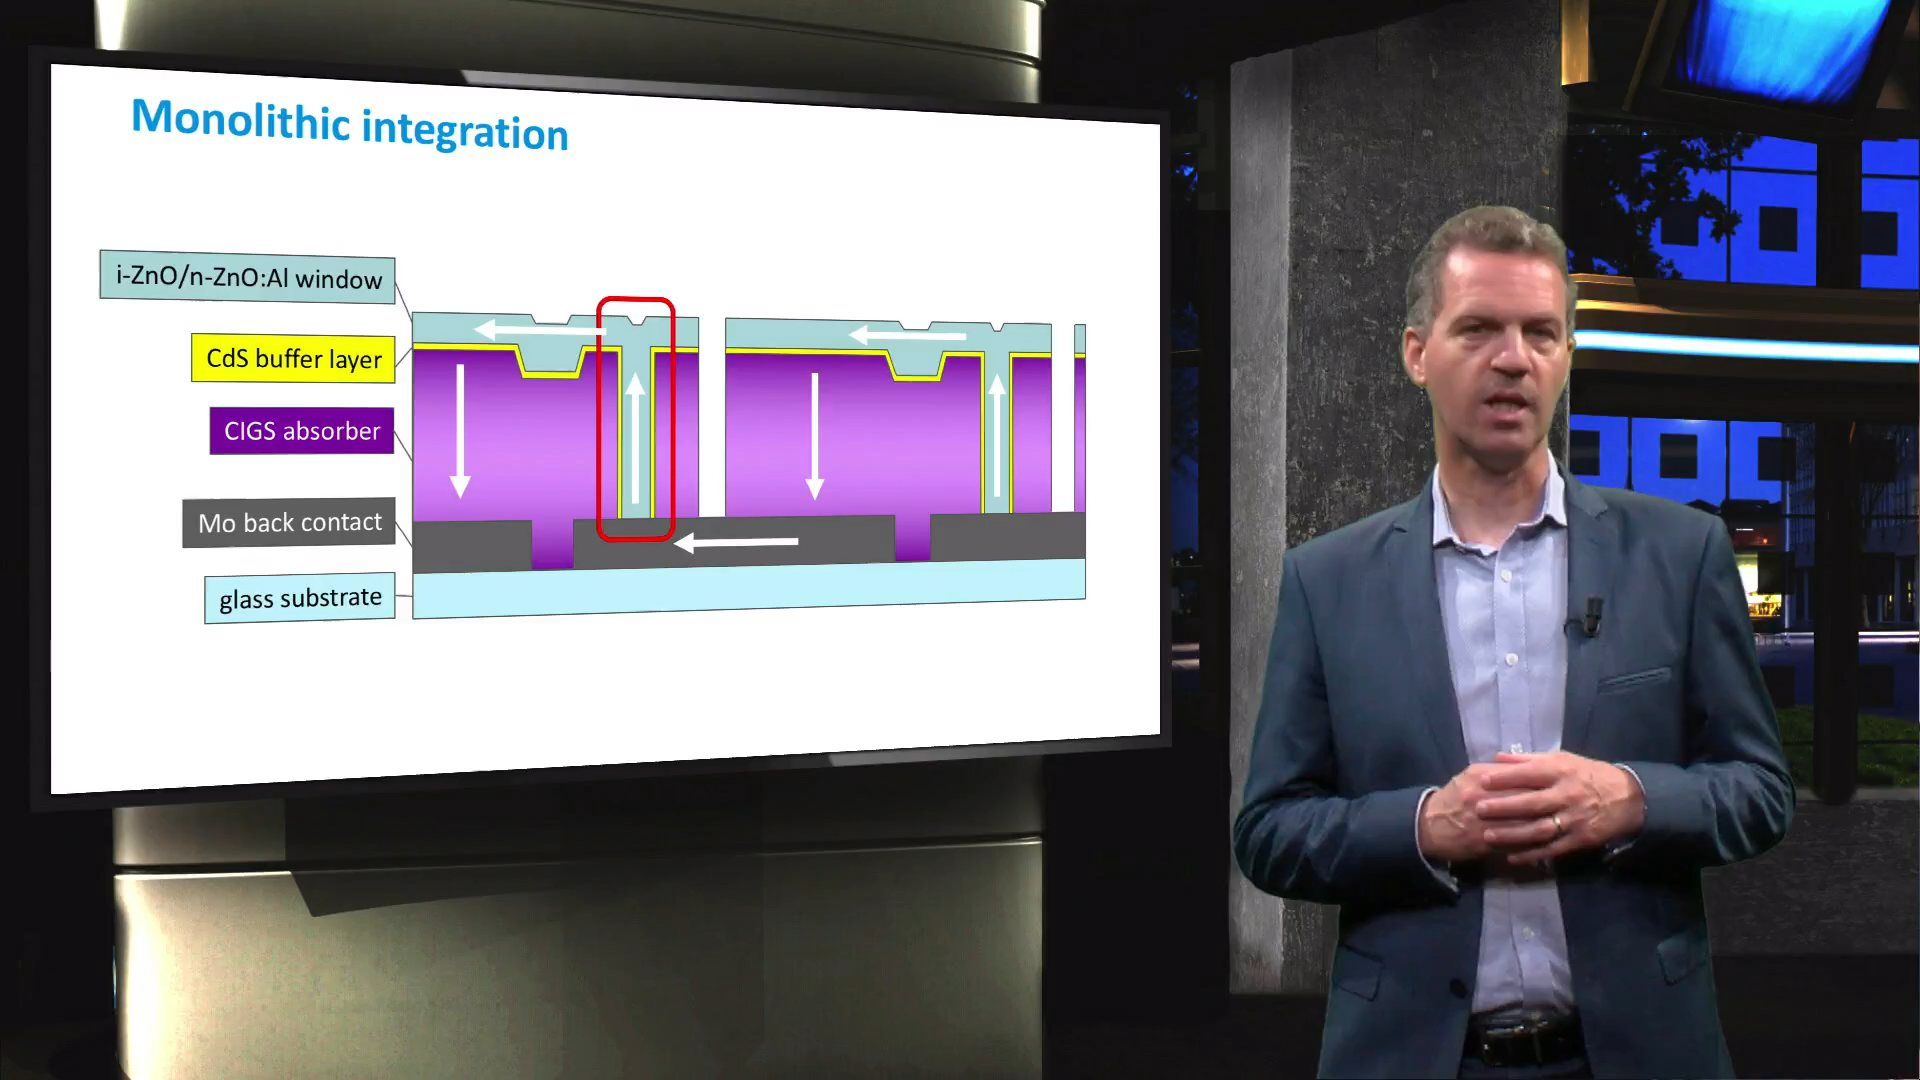 Monolithic integration
i-ZnO/n-ZnO:Al window
CdS buffer layer
CIGS absorber
Mo back contact
glass substrate